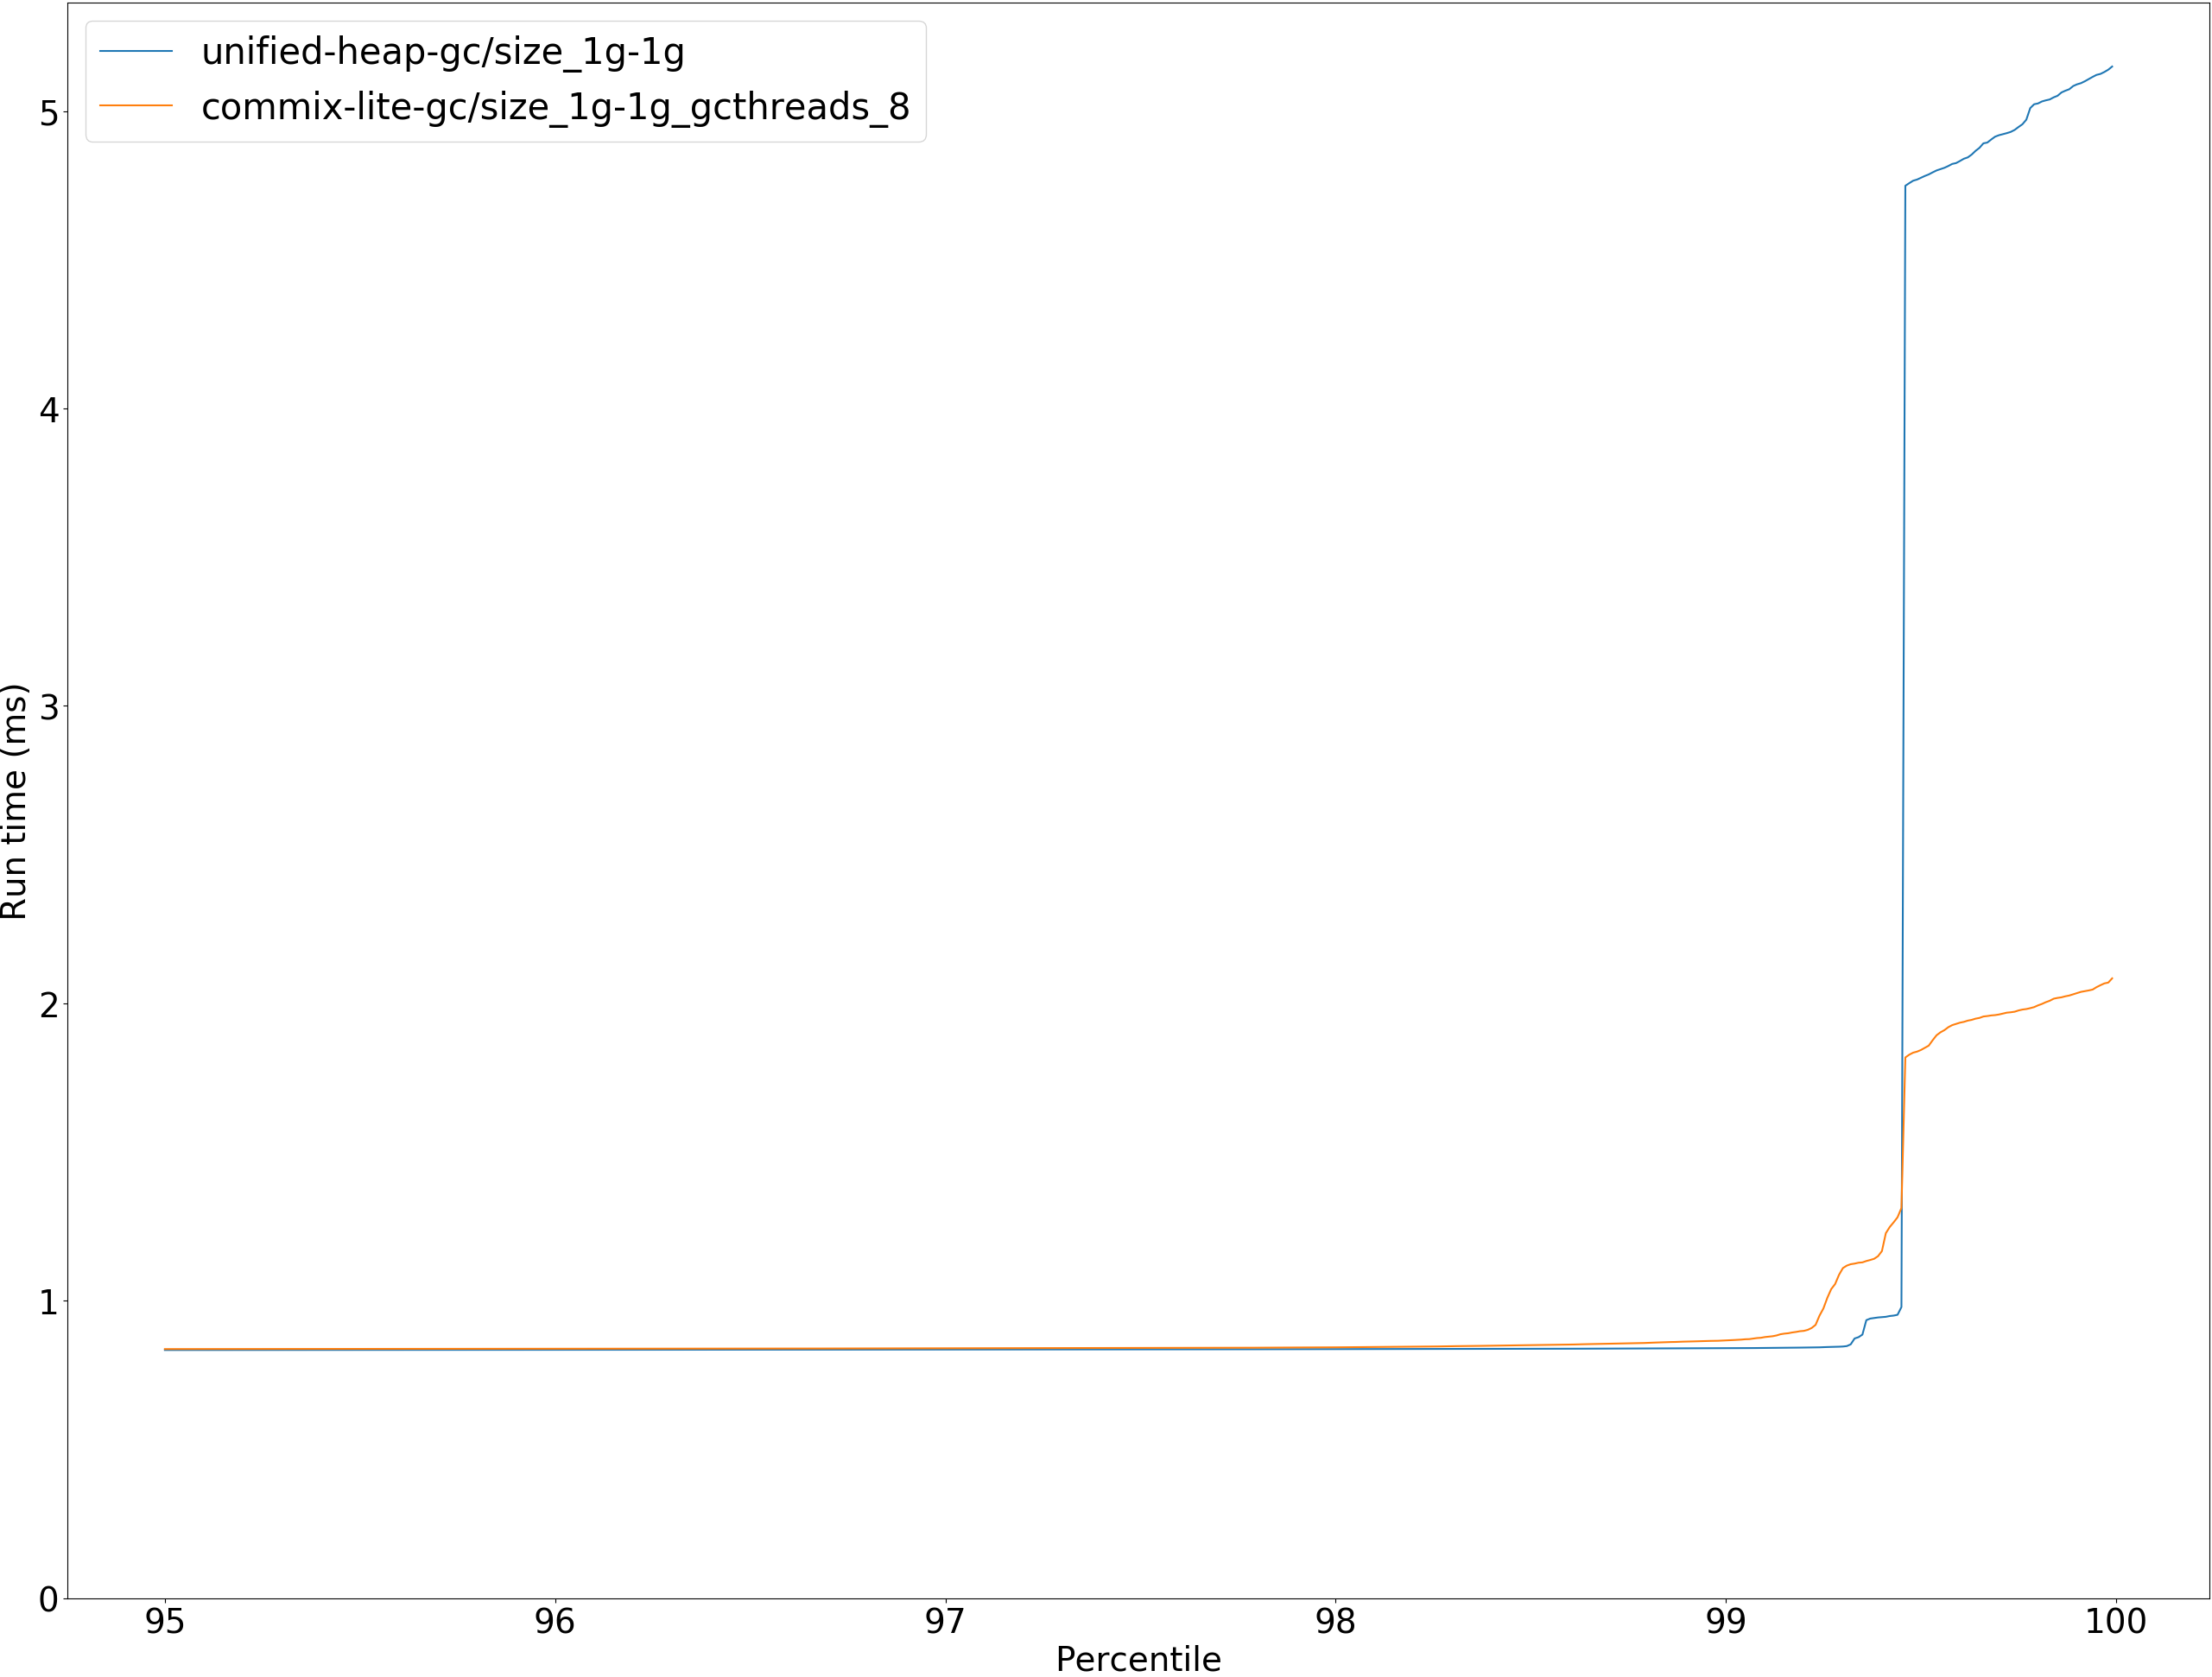 unified-heap-gc/size_1g-1g
commix-lite-gc/size_1g-1g_gcthreads_8
5
4
3
2
1
0
Run time (ms)
95 96 97 98 99 100
Percentile